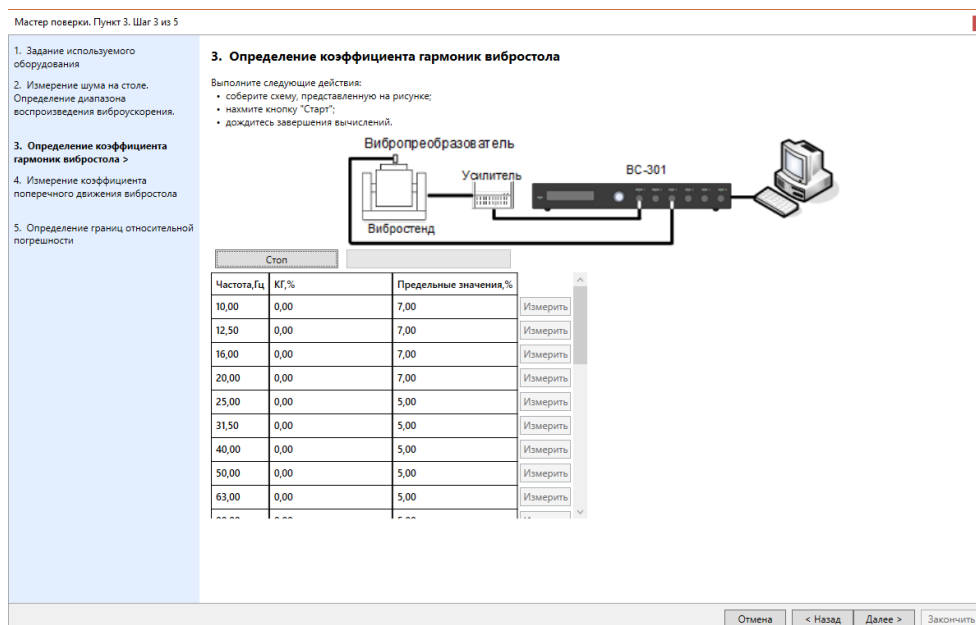 Мастер поверки. Пункт 3. Шаг 3 из 5
1. Задание используемого
оборудования
2. Измерение шума на столе.
Определение диапазона
воспроизведения виброускорения.
3. Определение коэффициента
гармоник вибростола >
4. Измерение коэффициента
поперечного движения вибростола
5. Определение границ относительной
погрешности
3. Определение коэффициента гармоник вибростола
Выполните следующие действия:
• соберите схему, представленную на рисунке;
• нахмите кнопку "Старт";
• дождитесь завершения вычислений.
Вибропреобразователь
Усилитель
ВС-301
Вибростенд
Стоп
Частота,Гц КГ,% Предельные значения,%
10,00 0,00 7,00 Измерить
12,50 0,00 7,00 Измерить
16,00 0,00 7,00 Измерить
20,00 0,00 7,00 Измерить
25,00 0,00 5,00 Измерить
31,50 0,00 5,00 Измерить
40,00 0,00 5,00 Измерить
50,00 0,00 5,00 Измерить
63,00 0,00 5,00 Измерить
Отмена < Назад Далее > Закончить